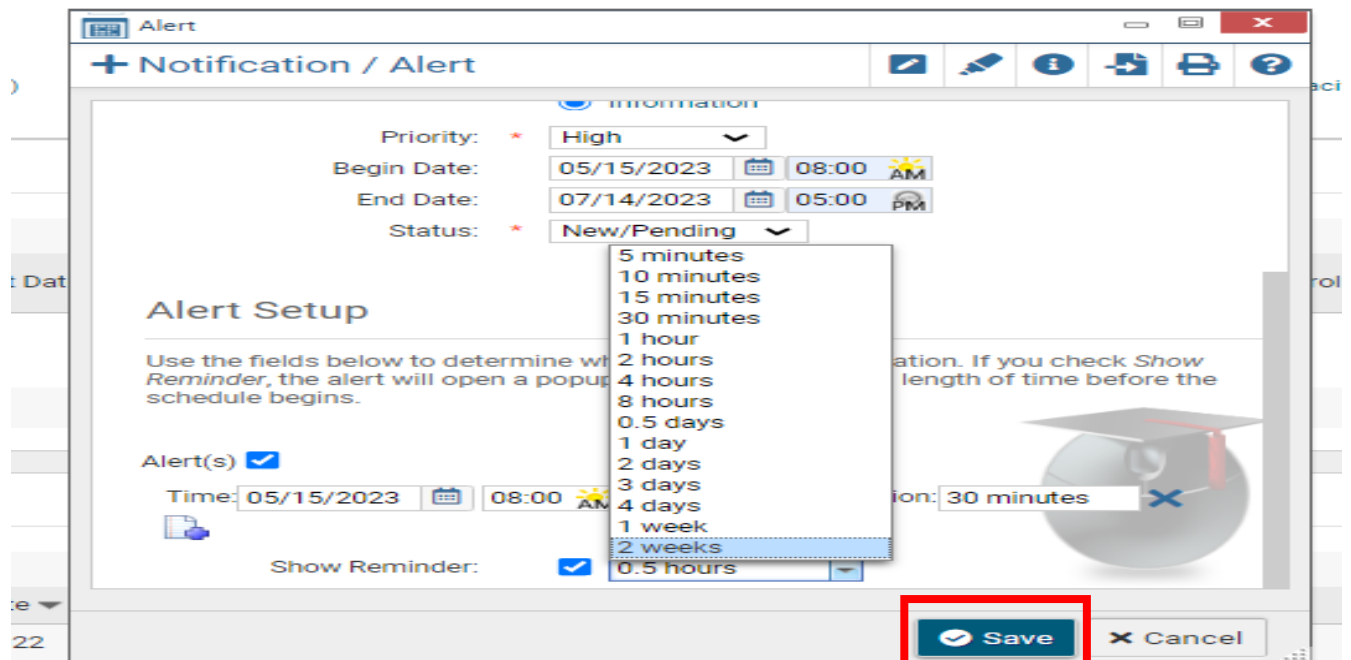 Alert
Notification / Alert
Information
Priority: * High
Begin Date: 05/15/2023 08:00 AM
End Date: 07/14/2023 05:00 PM
Status: * New/Pending
5 minutes
10 minutes
15 minutes
30 minutes
1 hour
2 hours
4 hours
8 hours
0.5 days
1 day
2 days
3 days
4 days
1 week
2 weeks
Alert Setup
Use the fields below to determine wh ation. If you check Show
Reminder, the alert will open a popup length of time before the
schedule begins.
Alert(s)
Time: 05/15/2023 08:00 AM ion: 30 minutes
Show Reminder: 0.5 hours
Save Cancel
t Dat
rol
aci
te
22